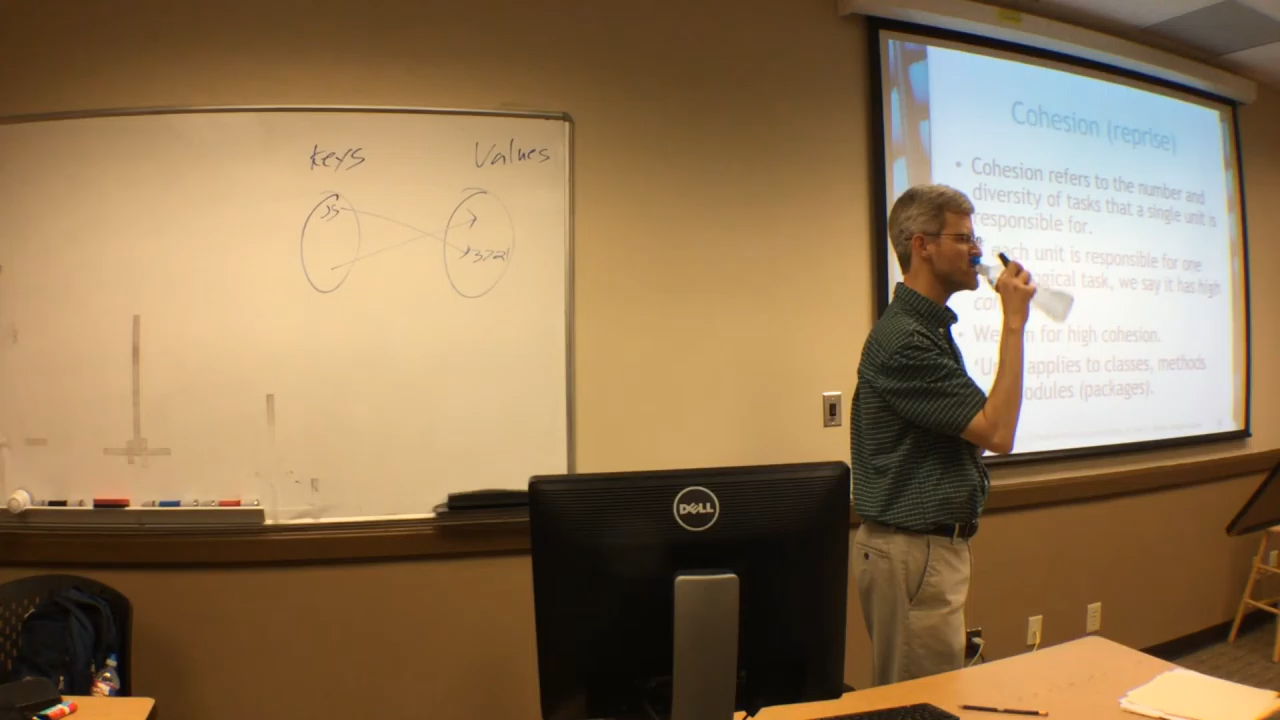 Keys
Values
35
372
DELL
Cohesion (reprise)
• Cohesion refers to the number and
diversity of tasks that a single unit is
responsible for.
each unit is responsible for one
logical task, we say it has high
• We for high cohesion.
applies to classes, methods
(packages).